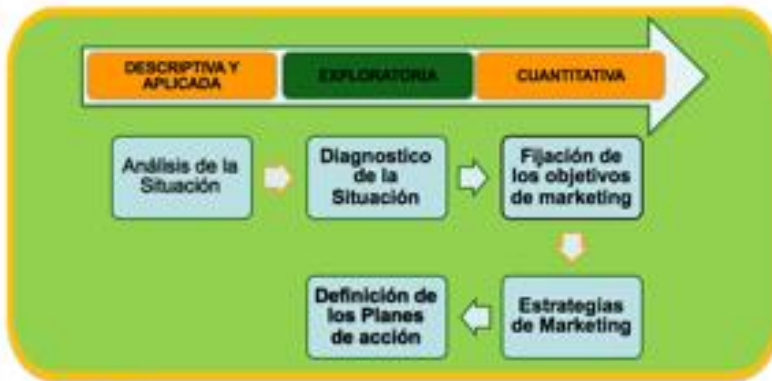 DESCRIPTIVA Y
APLICADA
EXPLORATORIA
CUANTITATIVA
Análisis de la
Situación
Diagnostico
de la
Situación
Fijación de
los objetivos
de marketing
Estrategias
de Marketing
Definición de
los Planes
de acción